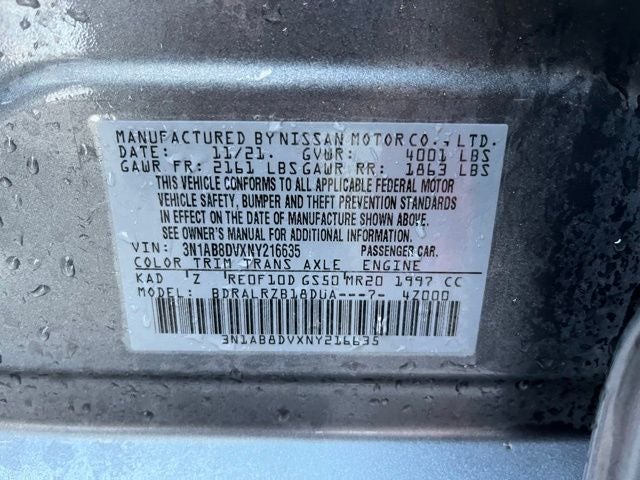 MANUFACTURED BY NISSAN MOTOR CO., LTD.
DATE: 11/21. GVWR: 4001 LBS
GAWR FR: 2161 LBS GAWR RR: 1863 LBS
THIS VEHICLE CONFORMS TO ALL APPLICABLE FEDERAL MOTOR
VEHICLE SAFETY, BUMPER AND THEFT PREVENTION STANDARDS
IN EFFECT ON THE DATE OF MANUFACTURE SHOWN ABOVE.
SEE OWNER'S MANUAL FOR ADDITIONAL INFORMATION.
VIN: 3N1AB8DVXNY216635 PASSENGER CAR.
COLOR TRIM TRANS AXLE ENGINE
KAD Z RE0F10D GS50 MR20 1997 CC
MODEL: BDRALRZB18DUA---7- 4Z000
3N1AB8DVXNY216635